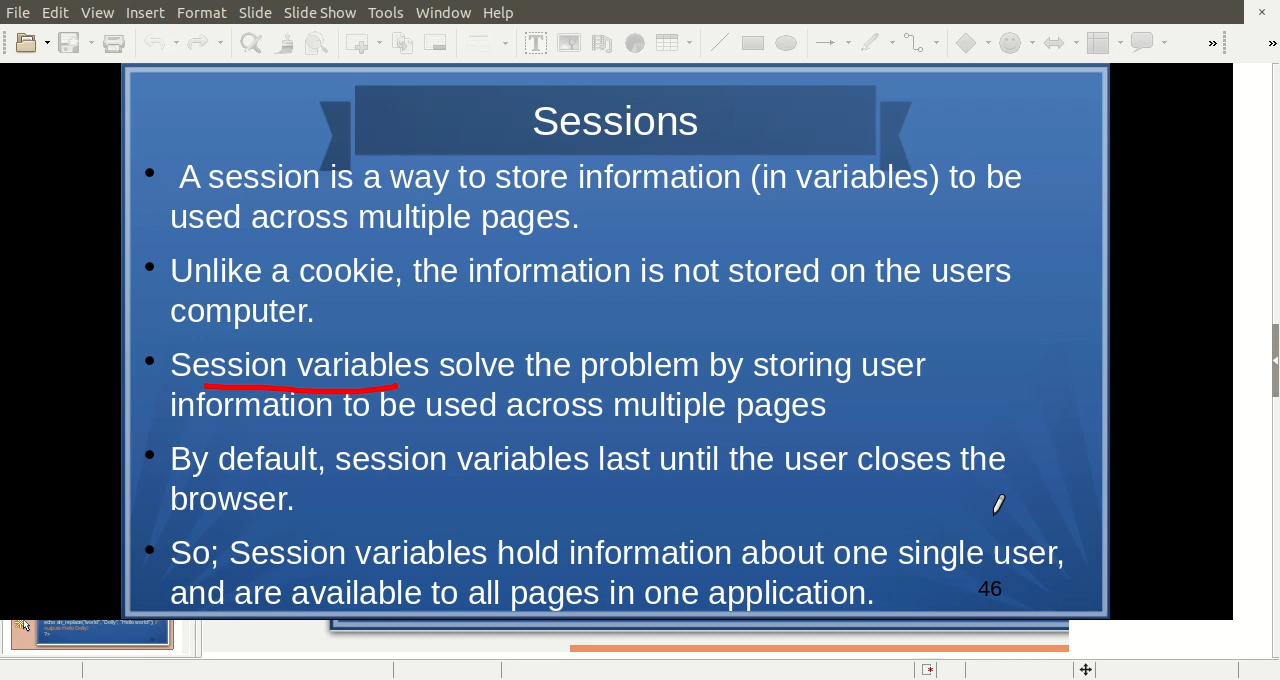 File Edit View Insert Format Slide Slide Show Tools Window Help
Sessions
• A session is a way to store information (in variables) to be
used across multiple pages.
• Unlike a cookie, the information is not stored on the users
computer.
• Session variables solve the problem by storing user
information to be used across multiple pages
• By default, session variables last until the user closes the
browser.
• So; Session variables hold information about one single user,
and are available to all pages in one application.
46